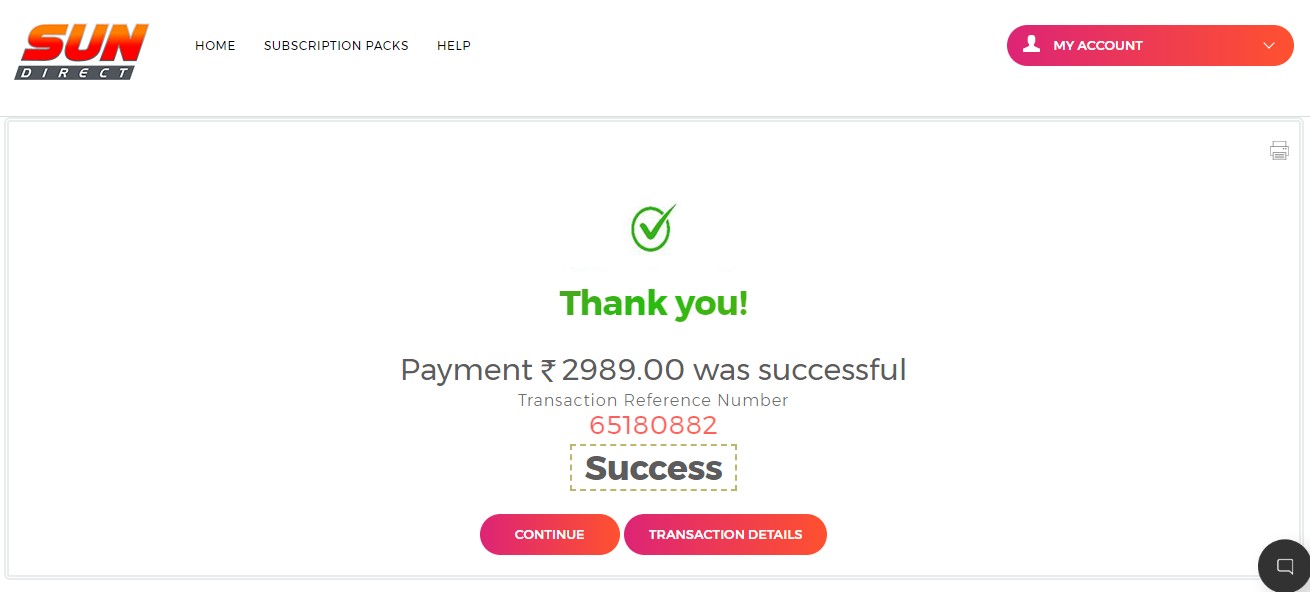 SUN
DIRECT
HOME SUBSCRIPTION PACKS HELP
MY ACCOUNT
Thank you!
Payment ₹ 2989.00 was successful
Transaction Reference Number
65180882
Success
CONTINUE TRANSACTION DETAILS